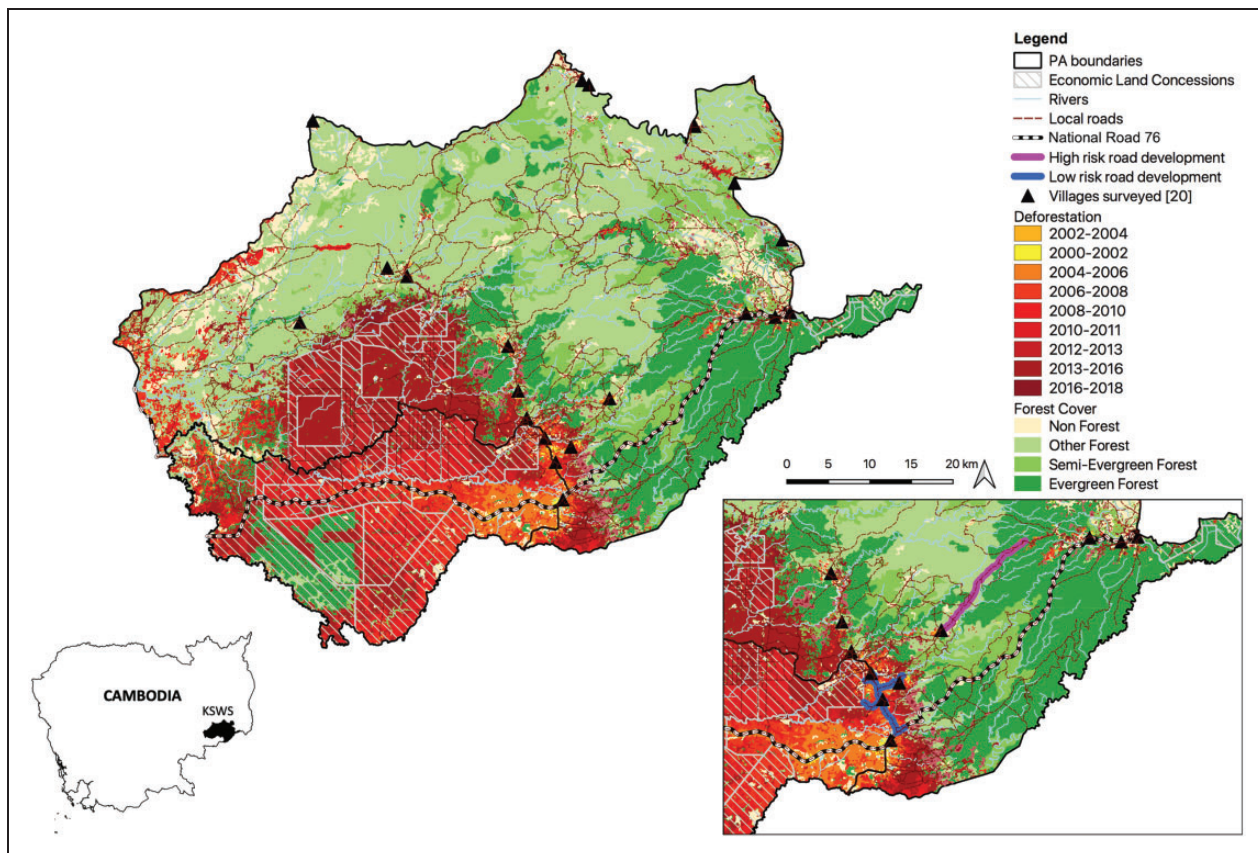 Legend
PA boundaries
Economic Land Concessions
Rivers
Local roads
National Road 76
High risk road development
Low risk road development
Villages surveyed [20]
Deforestation
2002-2004
2000-2002
2004-2006
2006-2008
2008-2010
2010-2011
2012-2013
2013-2016
2016-2018
Forest Cover
Non Forest
Other Forest
Semi-Evergreen Forest
Evergreen Forest
0 5 10 15 20 km
CAMBODIA
KSWS